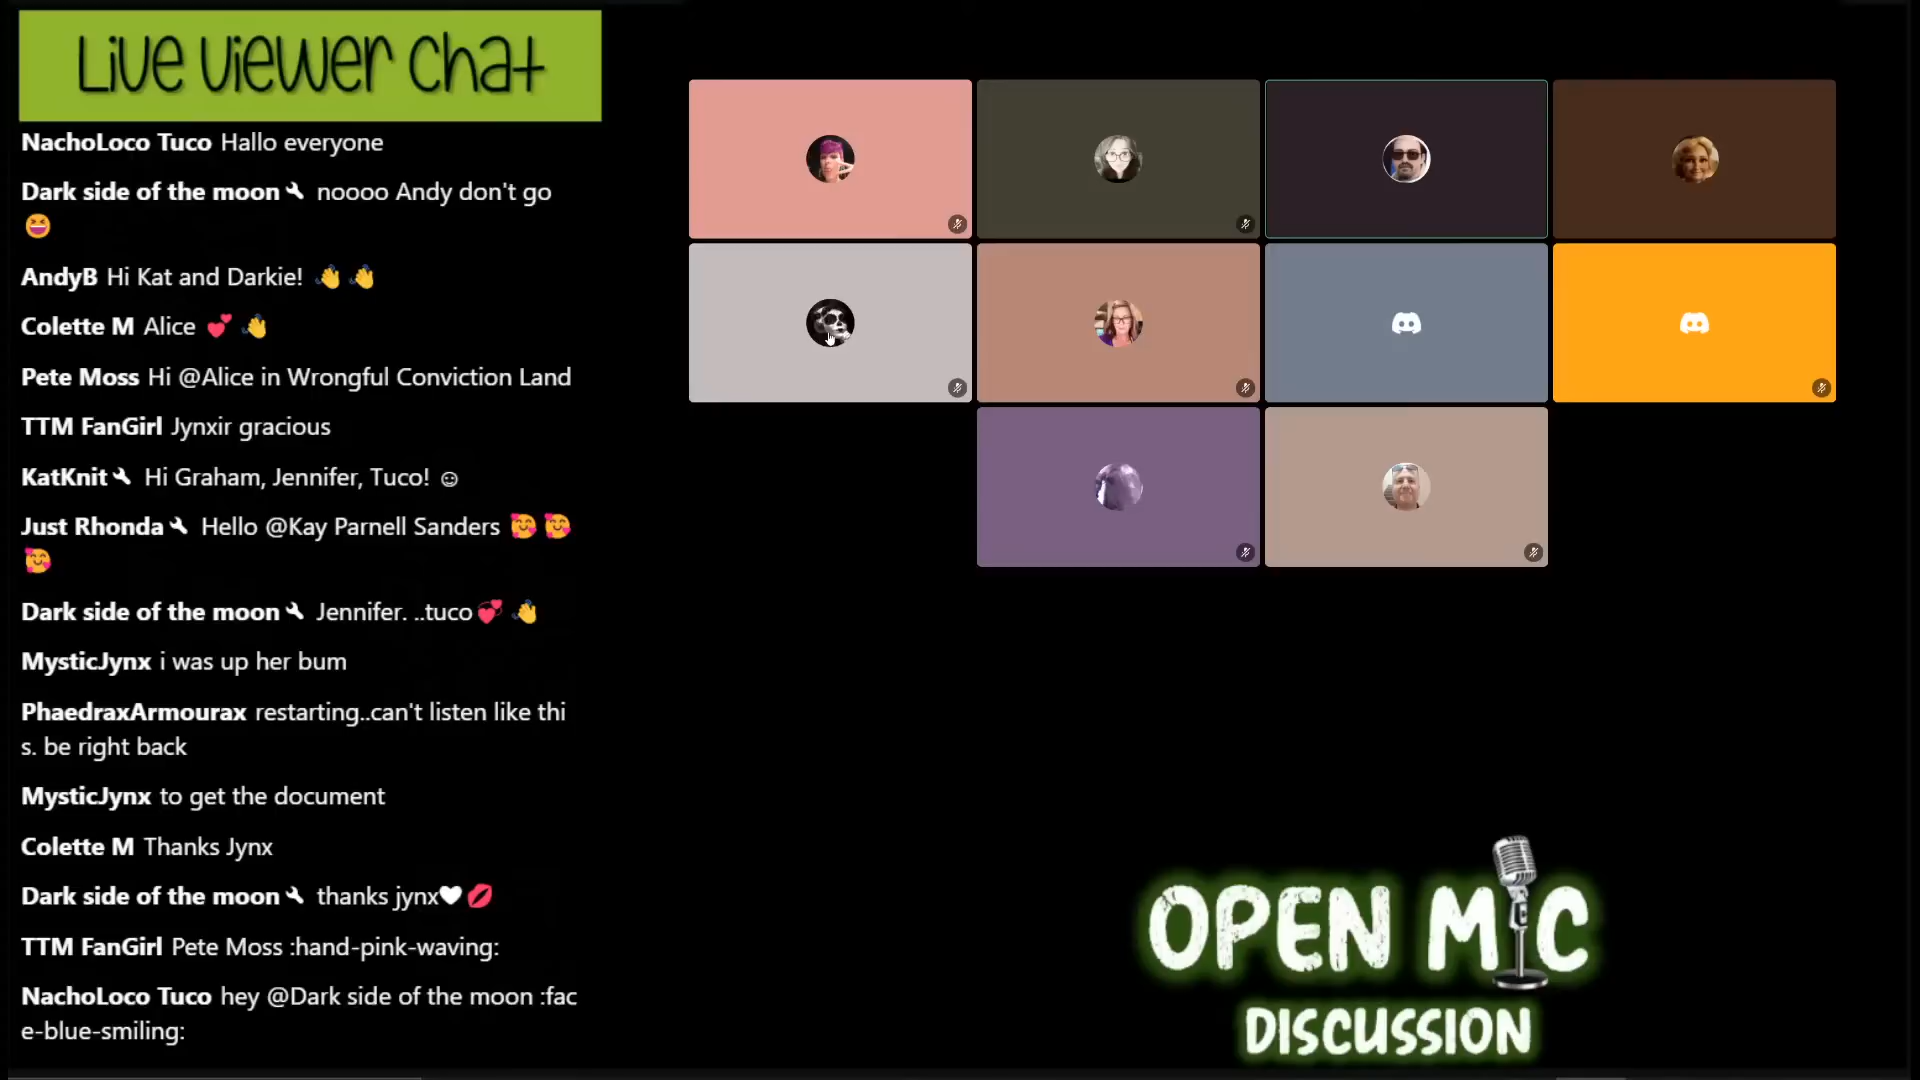 Live Viewer Chat
NachoLoco Tuco Hallo everyone
Dark side of the moon noooo Andy don't go
😆
AndyB Hi Kat and Darkie! 👋 👋
Colette M Alice 💕 👋
Pete Moss Hi @Alice in Wrongful Conviction Land
TTM FanGirl Jynxir gracious
KatKnit Hi Graham, Jennifer, Tuco! ☺
Just Rhonda Hello @Kay Parnell Sanders 🥰 🥰
🥰
Dark side of the moon Jennifer. ..tuco💞 👋
MysticJynx i was up her bum
PhaedraxArmourax restarting..can't listen like thi
s. be right back
MysticJynx to get the document
Colette M Thanks Jynx
Dark side of the moon thanks jynx🤍💋
TTM FanGirl Pete Moss :hand-pink-waving:
NachoLoco Tuco hey @Dark side of the moon :fac
e-blue-smiling:
OPEN MIC
DISCUSSION